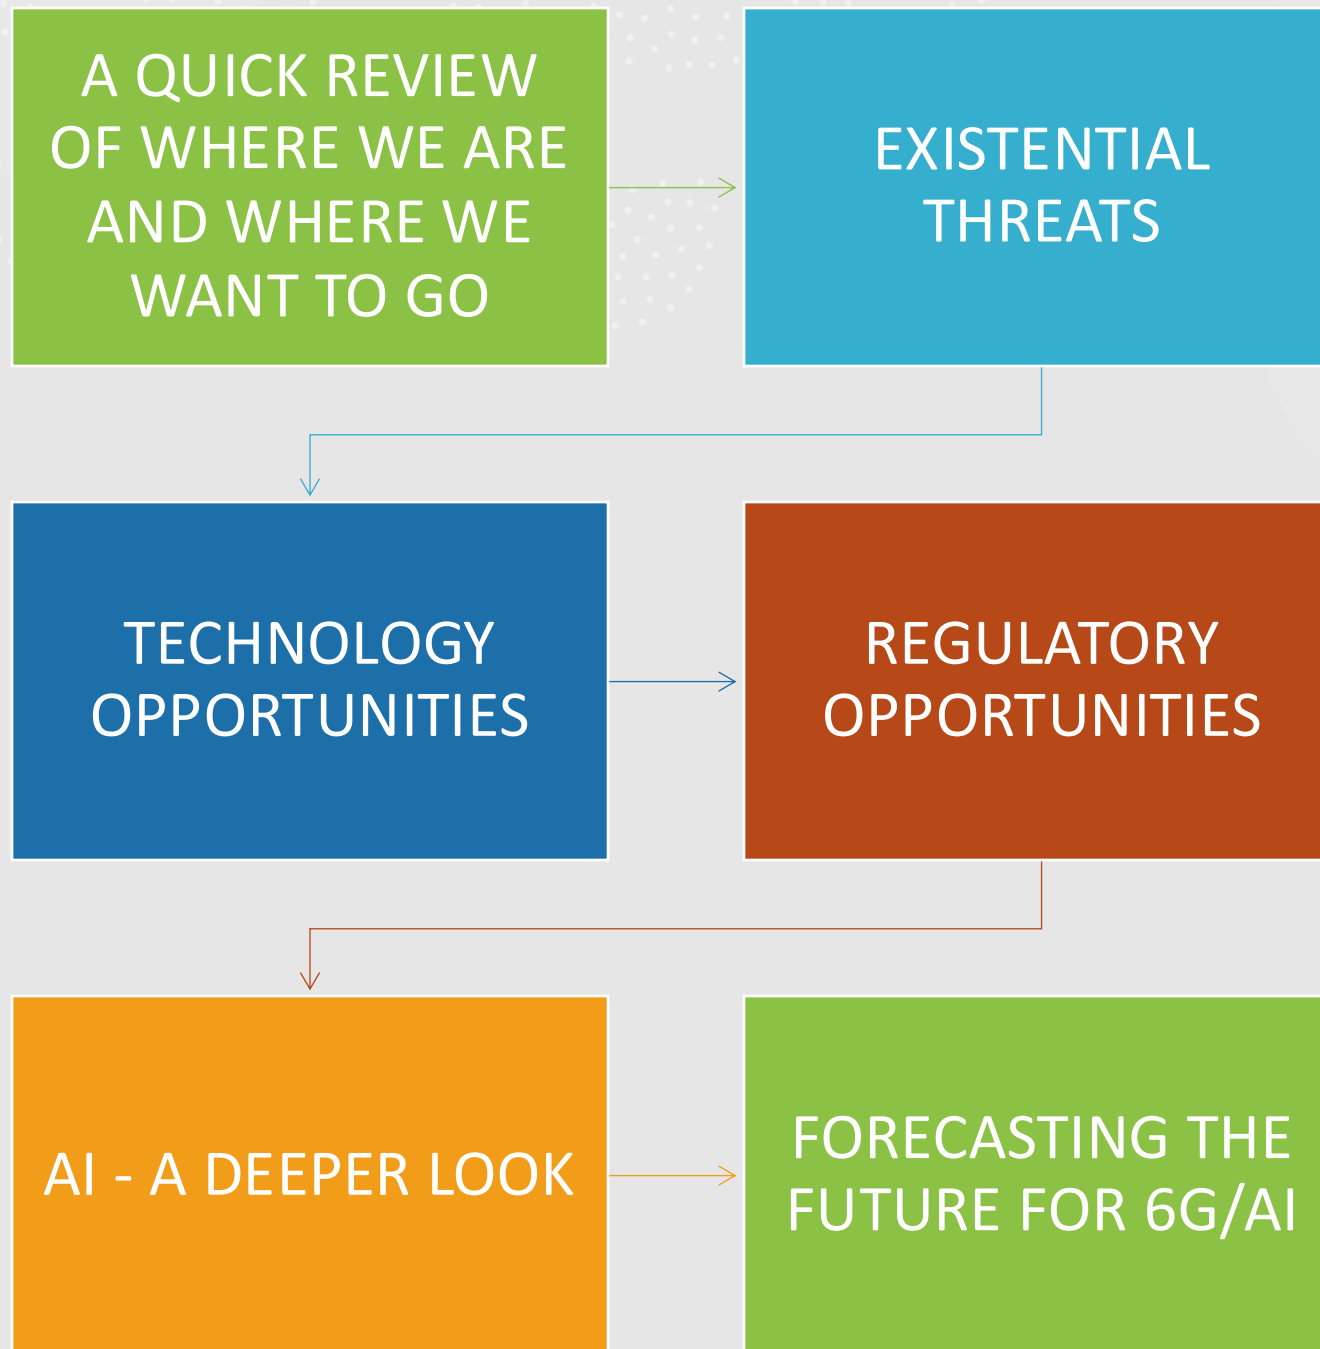 A QUICK REVIEW
OF WHERE WE ARE
AND WHERE WE
WANT TO GO
EXISTENTIAL
THREATS
TECHNOLOGY
OPPORTUNITIES
REGULATORY
OPPORTUNITIES
AI - A DEEPER LOOK
FORECASTING THE
FUTURE FOR 6G/AI